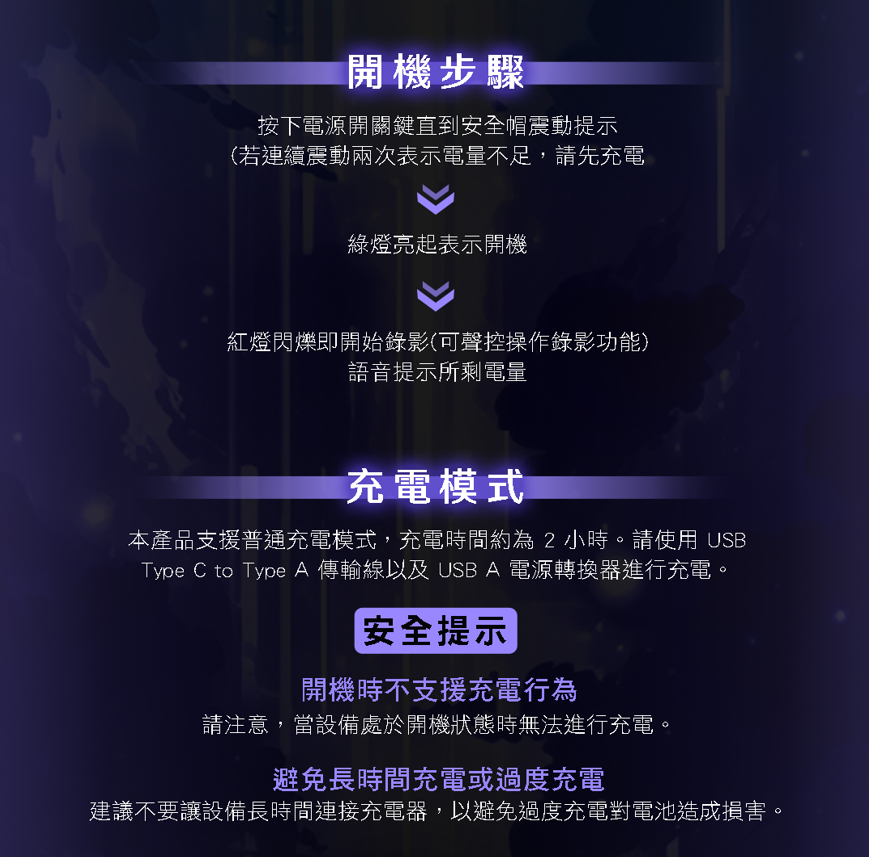 開機步驟
按下電源開關鍵直到安全帽震動提示
(若連續震動兩次表示電量不足，請先充電
綠燈亮起表示開機
紅燈閃爍即開始錄影(可聲控操作錄影功能)
語音提示所剩電量
充電模式
本產品支援普通充電模式，充電時間約為 2 小時。請使用 USB
Type C to Type A 傳輸線以及 USB A 電源轉換器進行充電。
安全提示
開機時不支援充電行為
請注意，當設備處於開機狀態時無法進行充電。
避免長時間充電或過度充電
建議不要讓設備長時間連接充電器，以避免過度充電對電池造成損害。